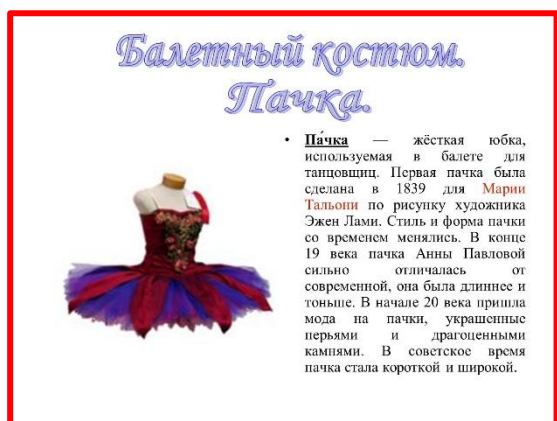 Балетный костюм.
Пачка.
• Па́чка — жёсткая юбка,
используемая в балете для
танцовщиц. Первая пачка была
сделана в 1839 для Марии
Тальони по рисунку художника
Эжен Лами. Стиль и форма пачки
со временем менялись. В конце
19 века пачка Анны Павловой
сильно отличалась от
современной, она была длиннее и
тоньше. В начале 20 века пришла
мода на пачки, украшенные
перьями и драгоценными
камнями. В советское время
пачка стала короткой и широкой.